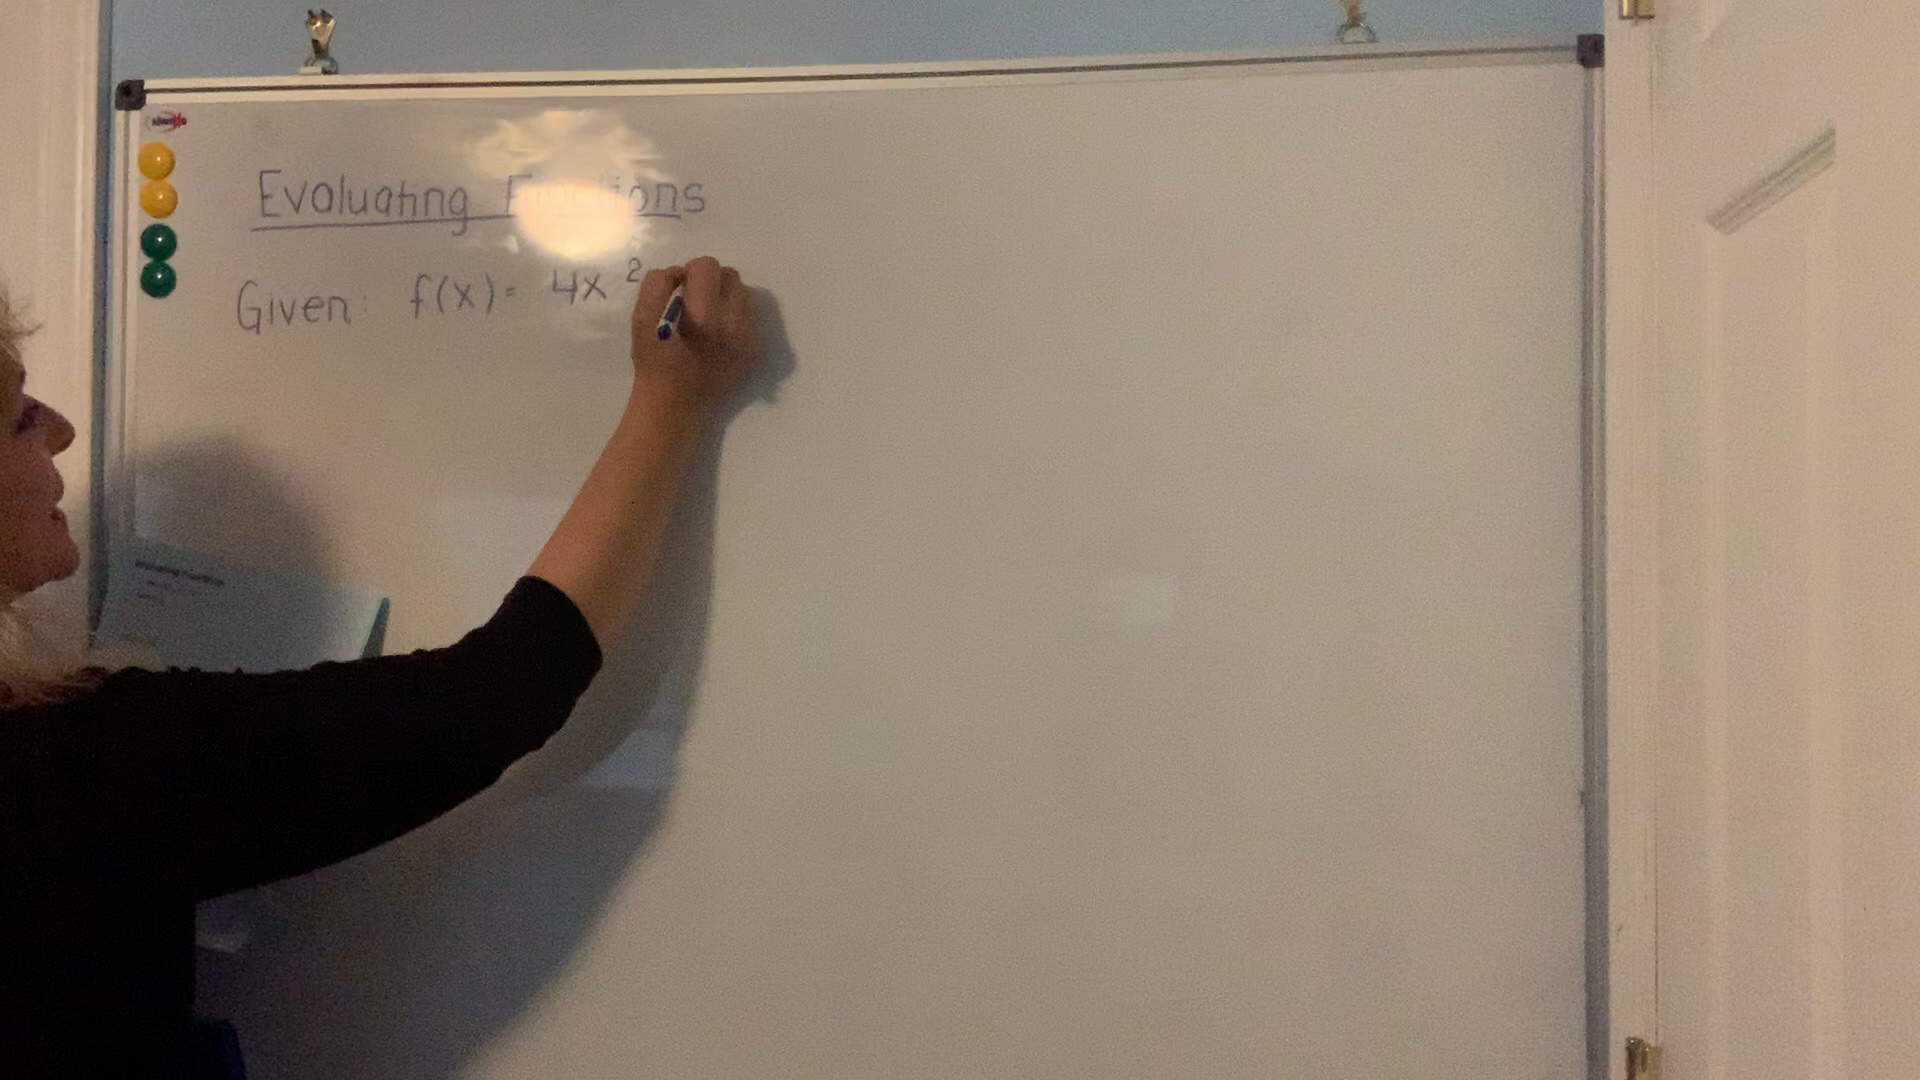 Evaluating Functions
Given: f(x) = 4x²